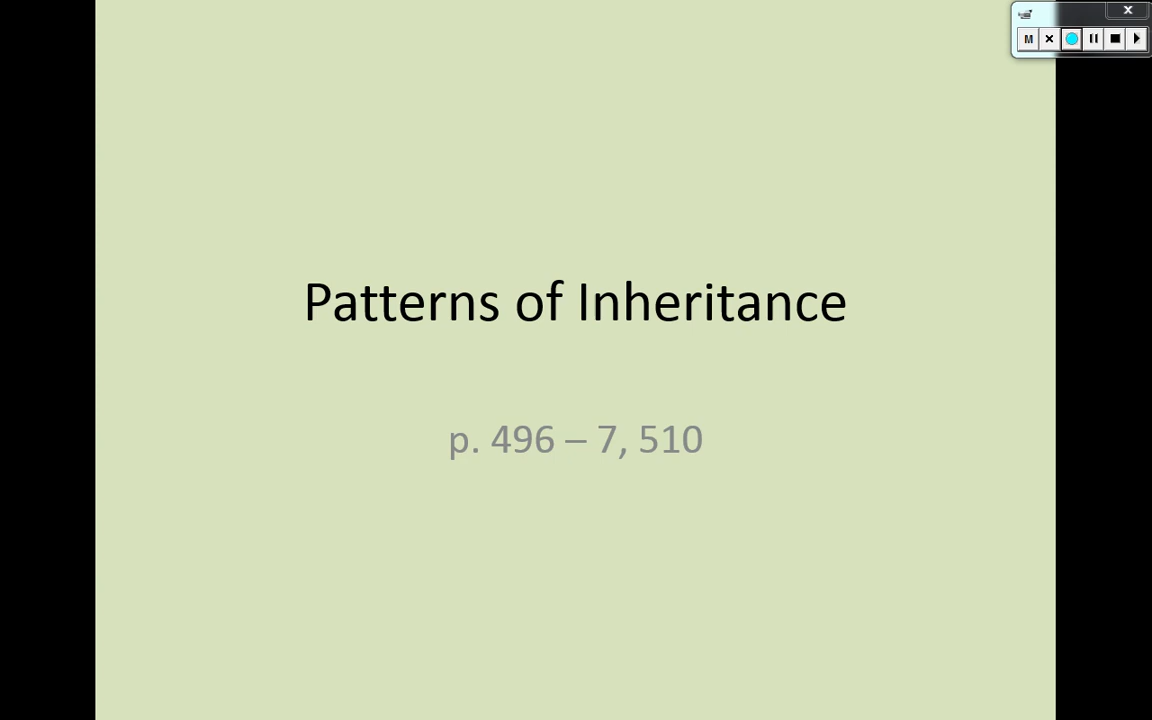 x
M x
Patterns of Inheritance
p. 496 – 7, 510